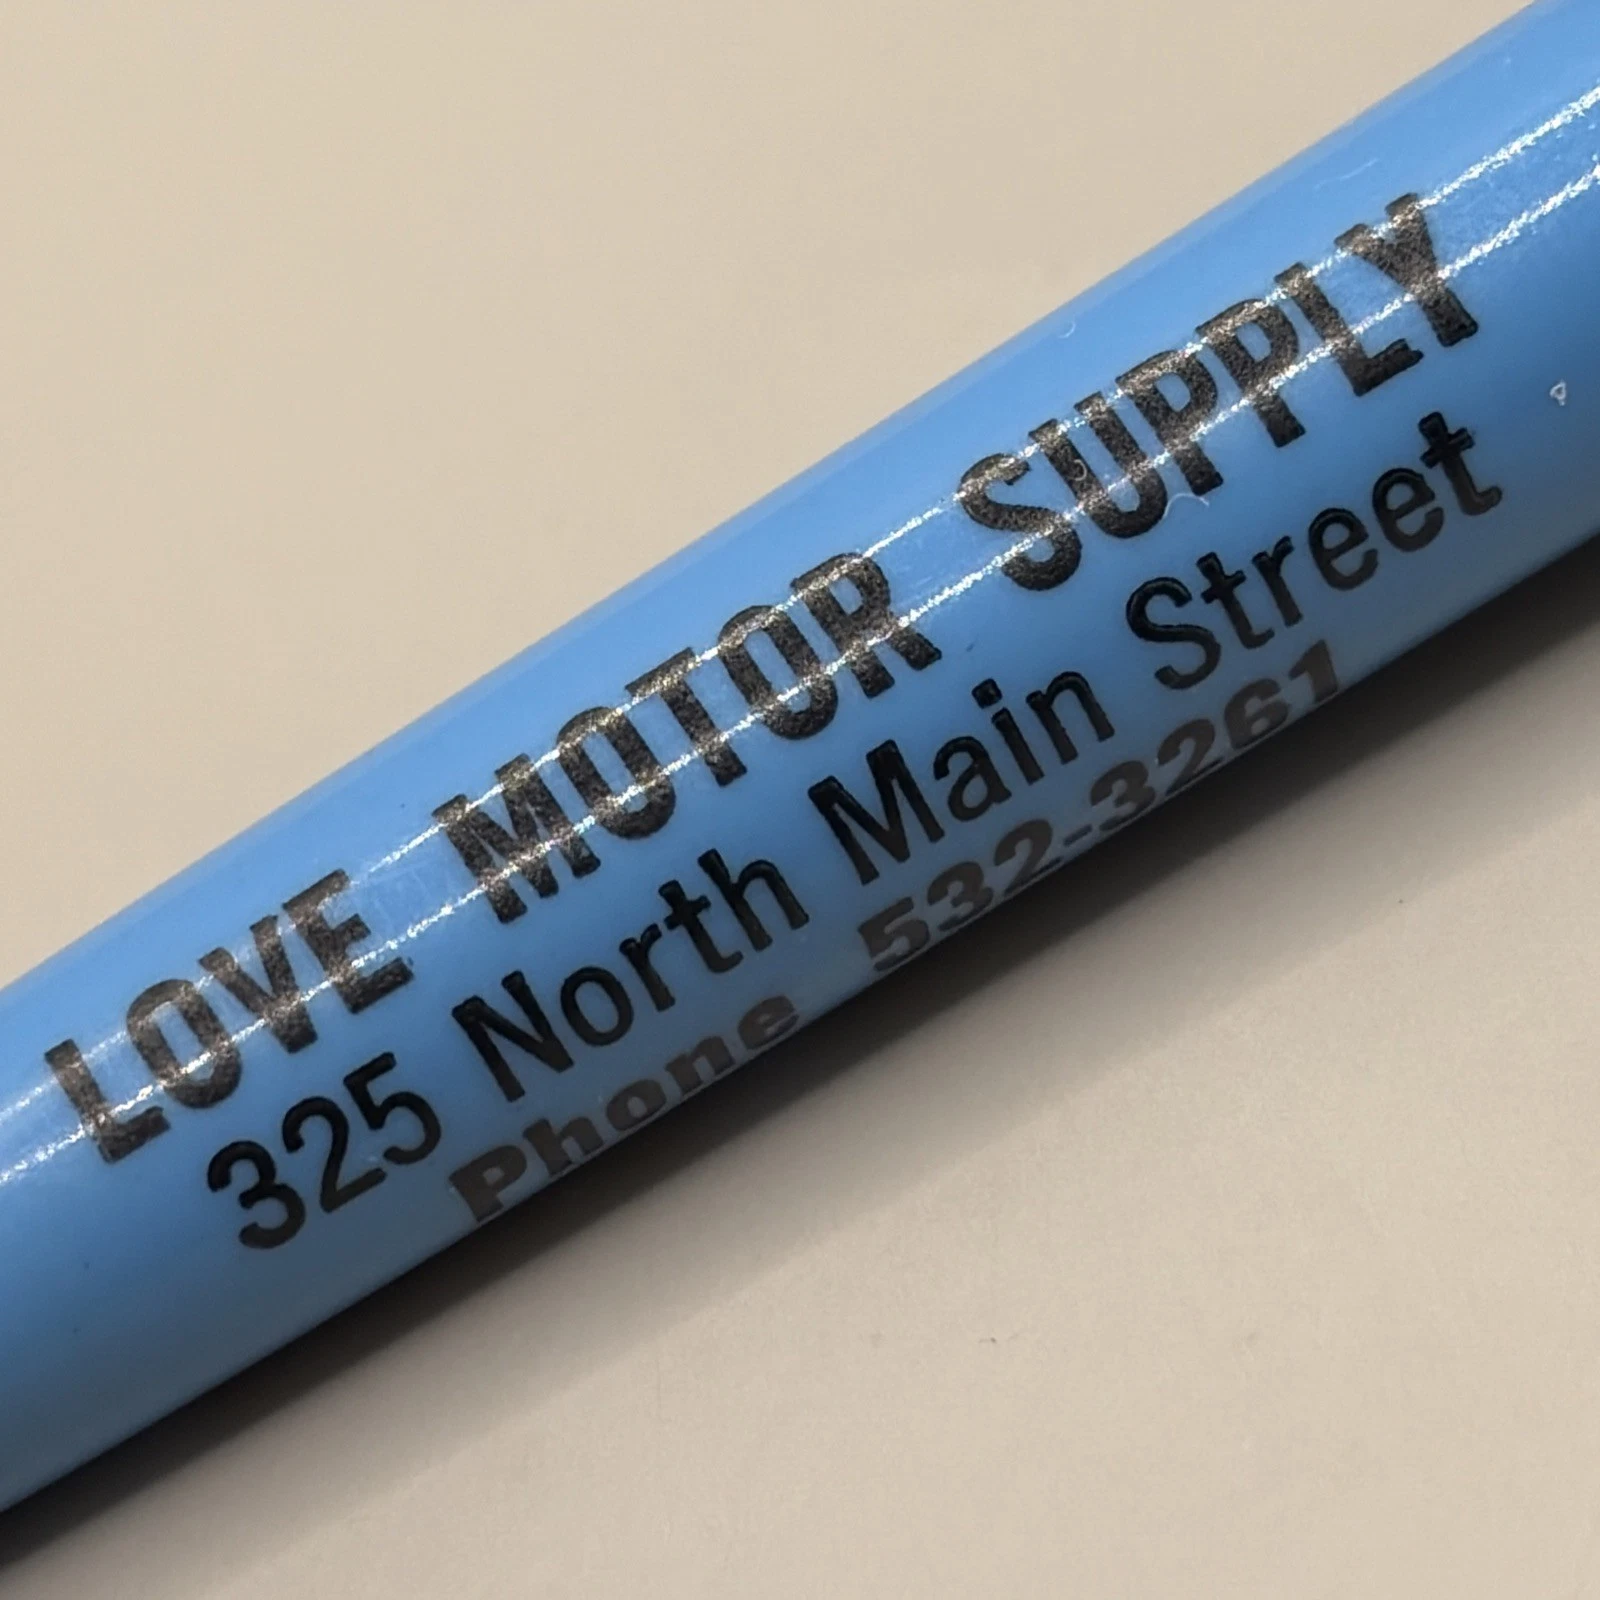 LOVE MOTOR SUPPLY
325 North Main Street
Phone 532-3261